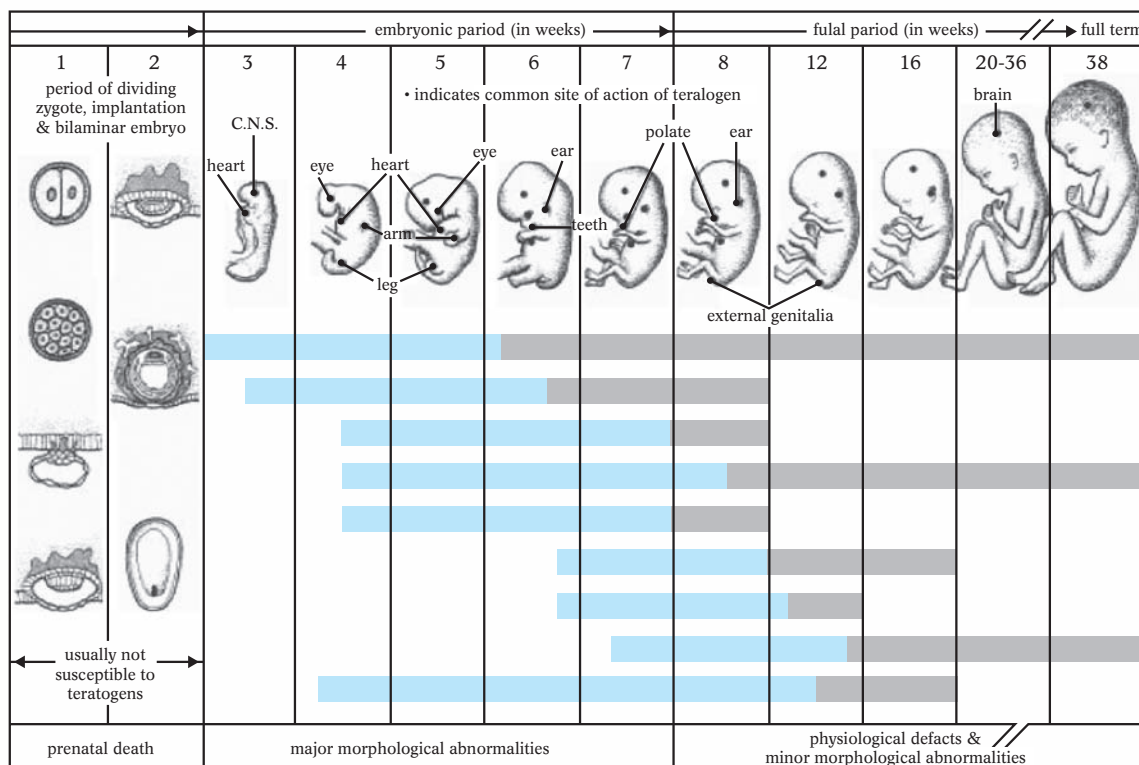 embryonic period (in weeks)
fulal period (in weeks)
full term
1
2
3
4
5
6
7
8
12
16
20-36
38
period of dividing
zygote, implantation
& bilaminar embryo
• indicates common site of action of teralogen
C.N.S.
heart
eye
heart
eye
ear
polate
ear
brain
arm
teeth
leg
external genitalia
usually not
susceptible to
teratogens
prenatal death
major morphological abnormalities
physiological defects &
minor morphological abnormalities